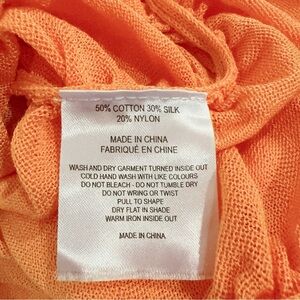 50% COTTON 30% SILK
20% NYLON
MADE IN CHINA
FABRIQUÉ EN CHINE
WASH AND DRY GARMENT TURNED INSIDE OUT
COLD HAND WASH WITH LIKE COLOURS
DO NOT BLEACH - DO NOT TUMBLE DRY
DO NOT WRING OR TWIST
PULL TO SHAPE
DRY FLAT IN SHADE
WARM IRON INSIDE OUT
MADE IN CHINA